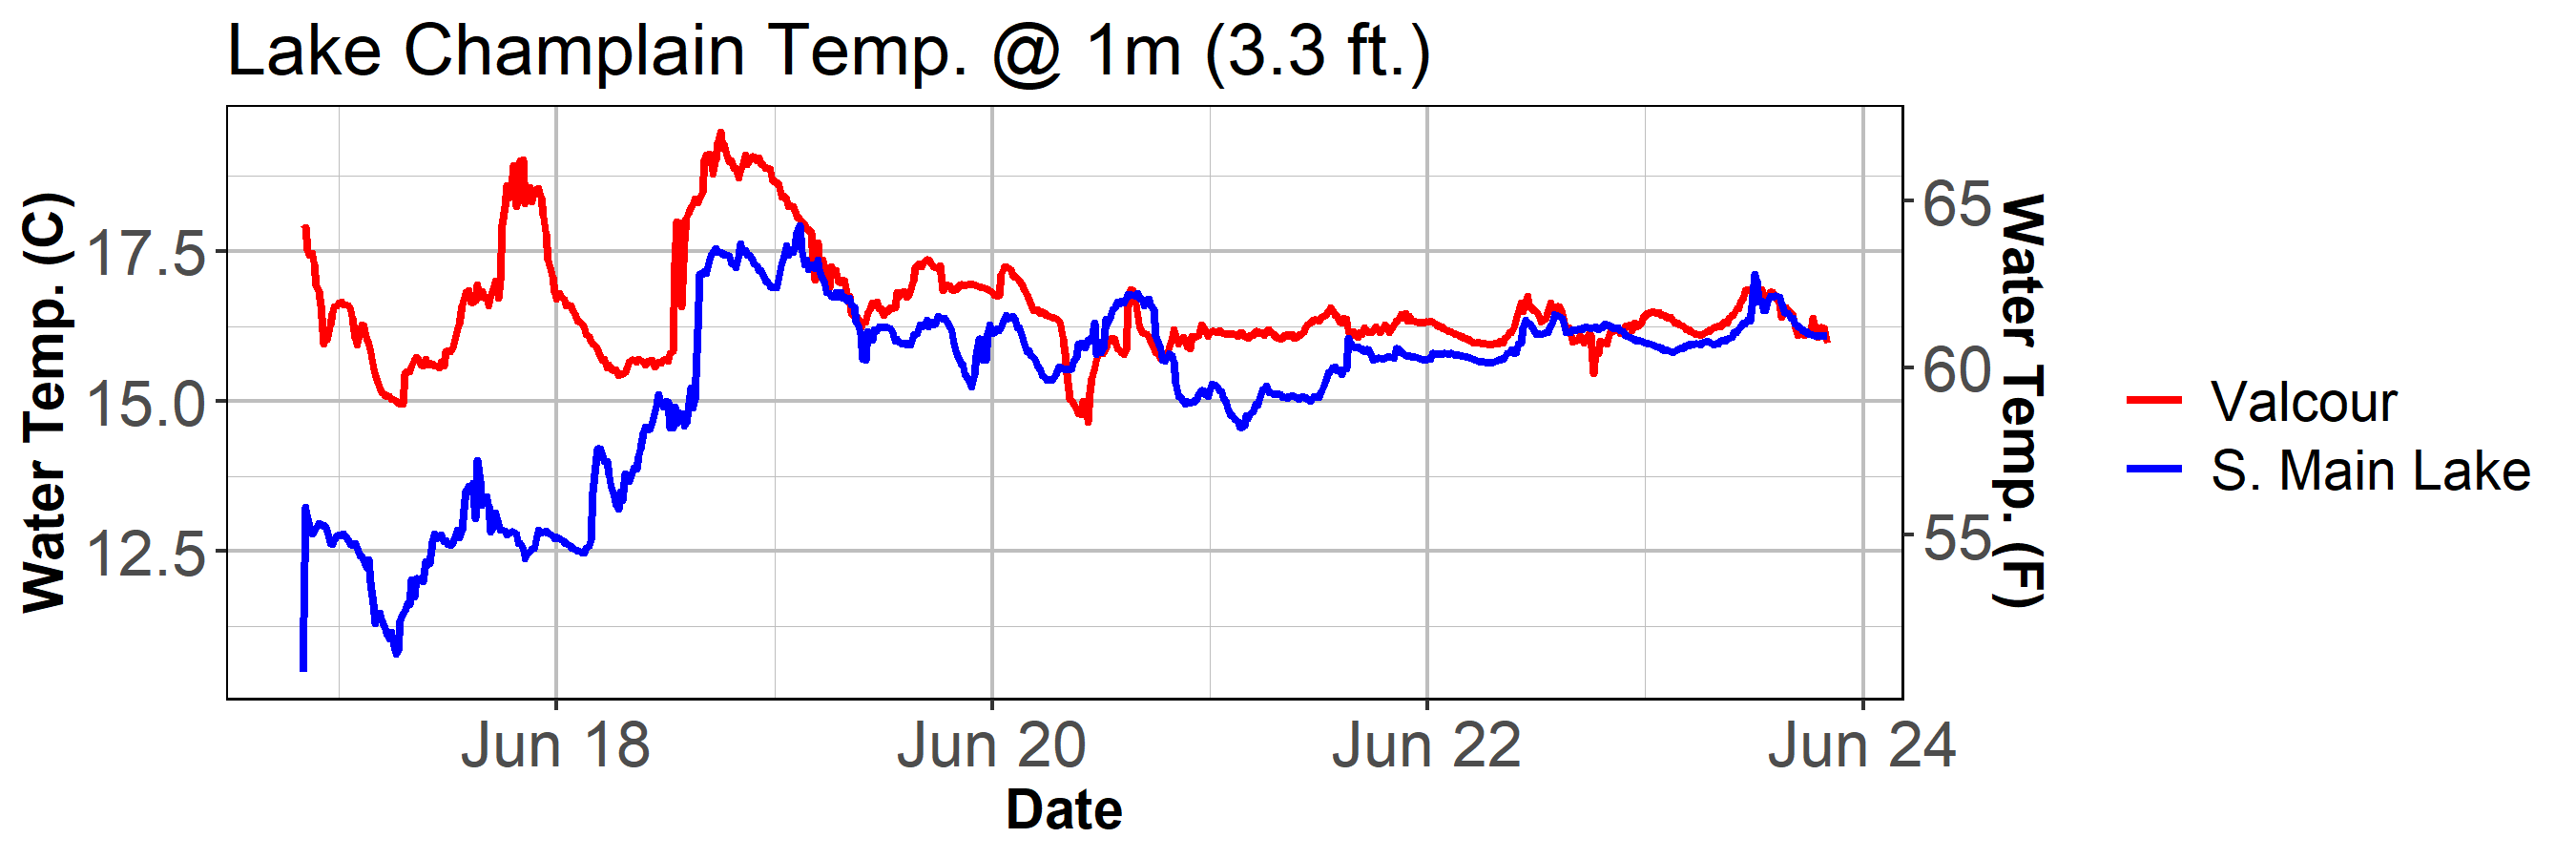 Lake Champlain Temp. @ 1m (3.3 ft.)
Water Temp. (C)
17.5
15.0
12.5
65
60
55
Water Temp. (F)
Jun 18
Jun 20
Jun 22
Jun 24
Date
Valcour
S. Main Lake